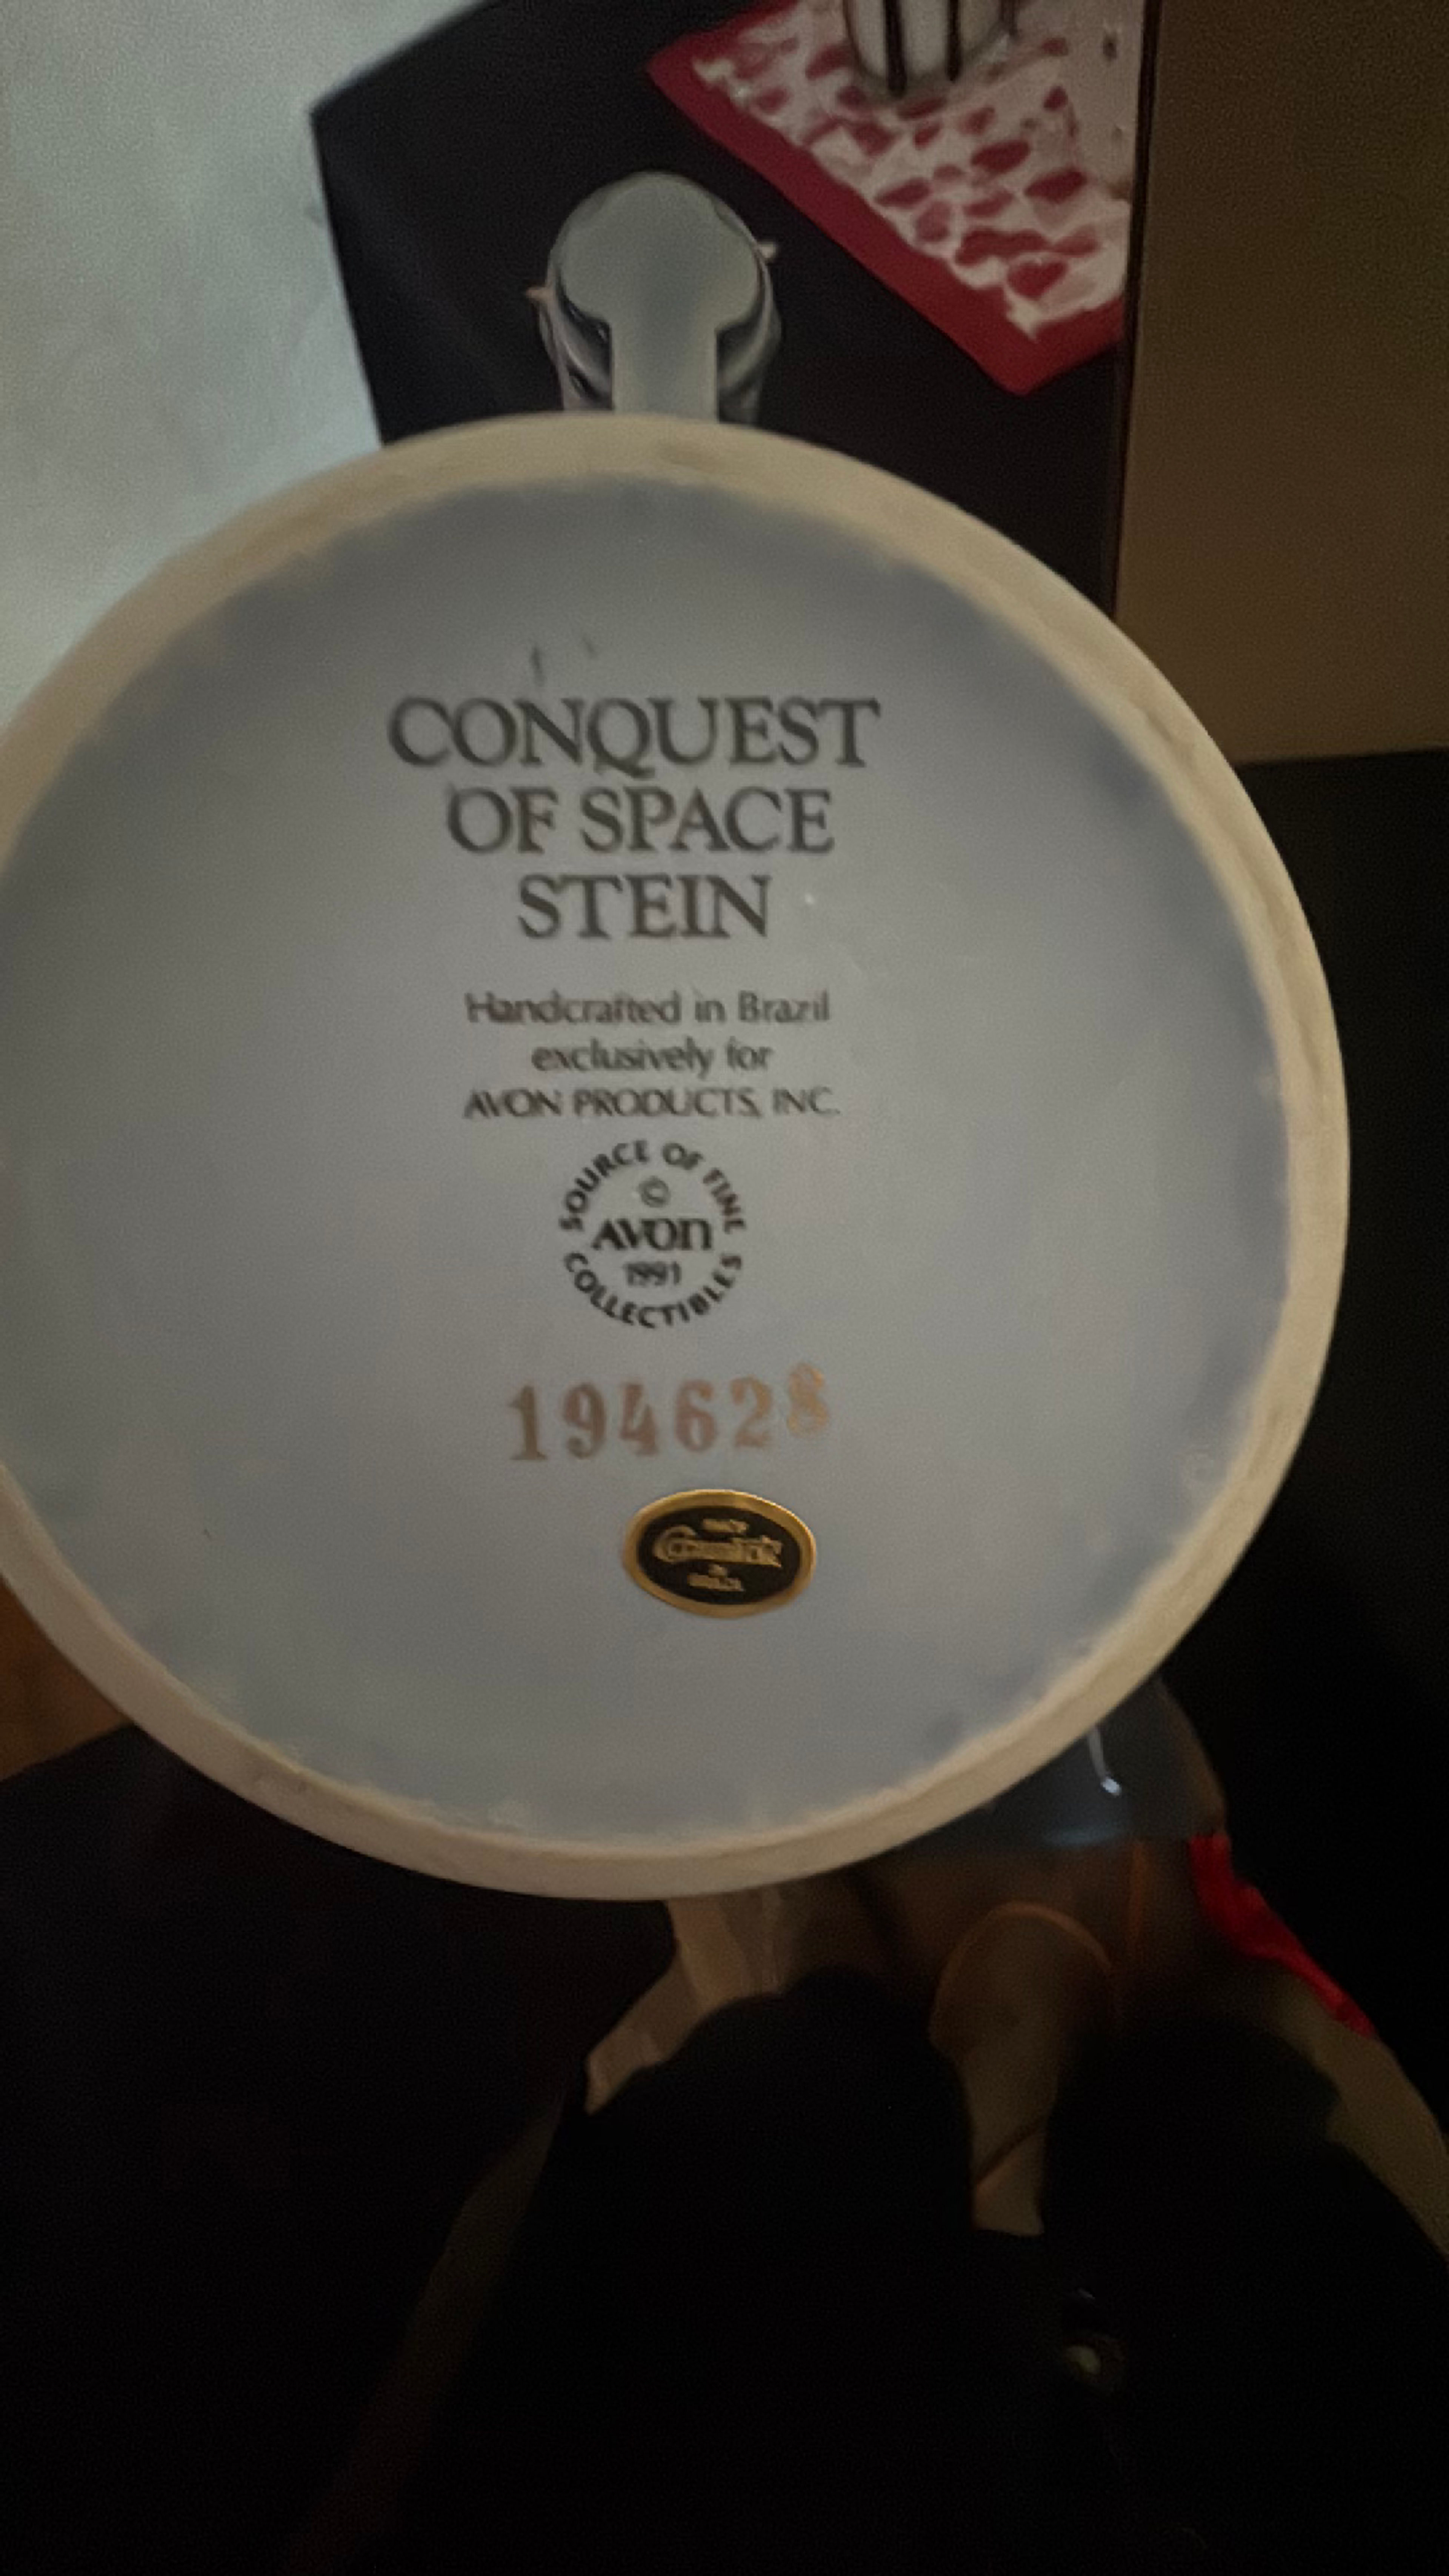 CONQUEST
OF SPACE
STEIN
Handcrafted in Brazil
exclusively for
AVON PRODUCTS, INC.
SOURCE OF FINE
©
AVON
1991
COLLECTIBLES
194628